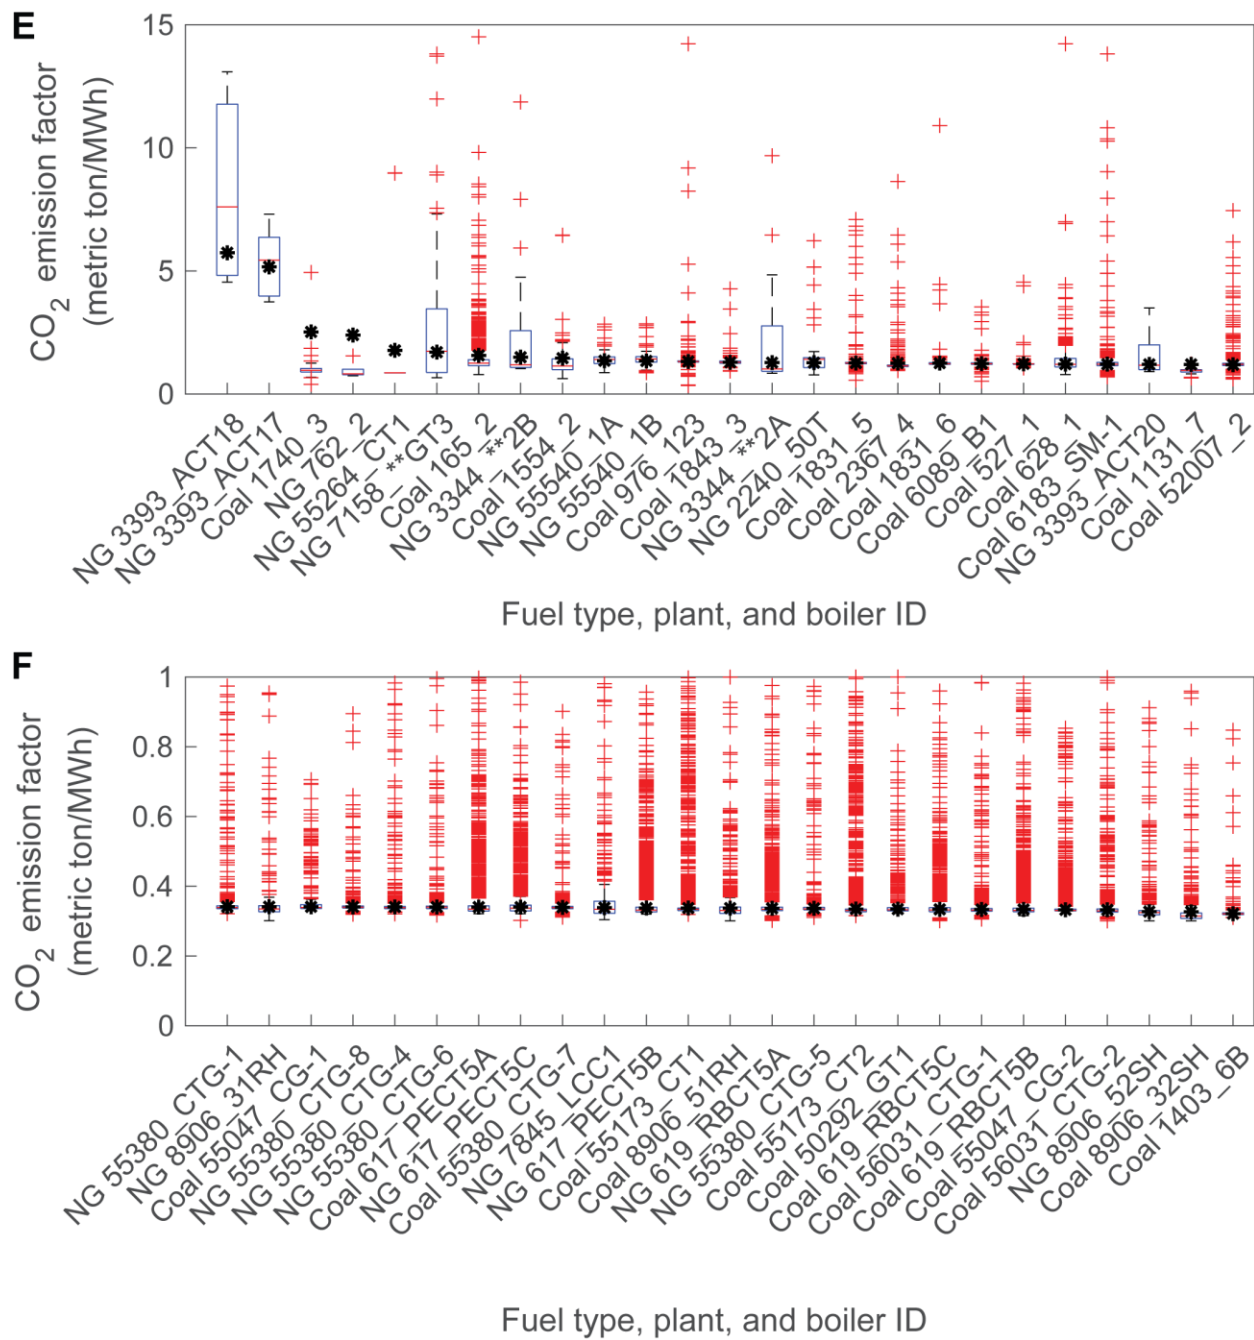 E
CO2 emission factor
(metric ton/MWh)
15
10
5
0
NG 3393_ACT18
NG 3393_ACT17
Coal 1740_3
NG 762_2
NG 55264_CT1
NG 7158_**GT3
Coal 165_2
NG 3344_**2B
Coal 1554_2
NG 55540_1A
NG 55540_1B
Coal 976_123
Coal 1843_3
NG 3344_**2A
NG 2240_50T
Coal 1831_5
Coal 2367_4
Coal 1831_6
Coal 6089_B1
Coal 527_1
Coal 628_1
Coal 6183_SM-1
NG 3393_ACT20
Coal 1131_7
Coal 52007_2
Fuel type, plant, and boiler ID
F
CO2 emission factor
(metric ton/MWh)
1
0.8
0.6
0.4
0.2
0
NG 55380_CTG-1
NG 8906_31RH
Coal 55047_CG-1
NG 55380_CTG-8
NG 55380_CTG-4
NG 55380_CTG-6
Coal 617_PECT5A
NG 617_PECT5C
Coal 55380_CTG-7
NG 7845_LCC1
NG 617_PECT5B
Coal 55173_CT1
Coal 8906_51RH
NG 619_RBCT5A
NG 55380_CTG-5
Coal 55173_CT2
Coal 50292_GT1
Coal 619_RBCT5C
Coal 56031_CTG-1
Coal 619_RBCT5B
Coal 55047_CG-2
Coal 56031_CTG-2
NG 8906_52SH
Coal 8906_32SH
Coal 1403_6B
Fuel type, plant, and boiler ID